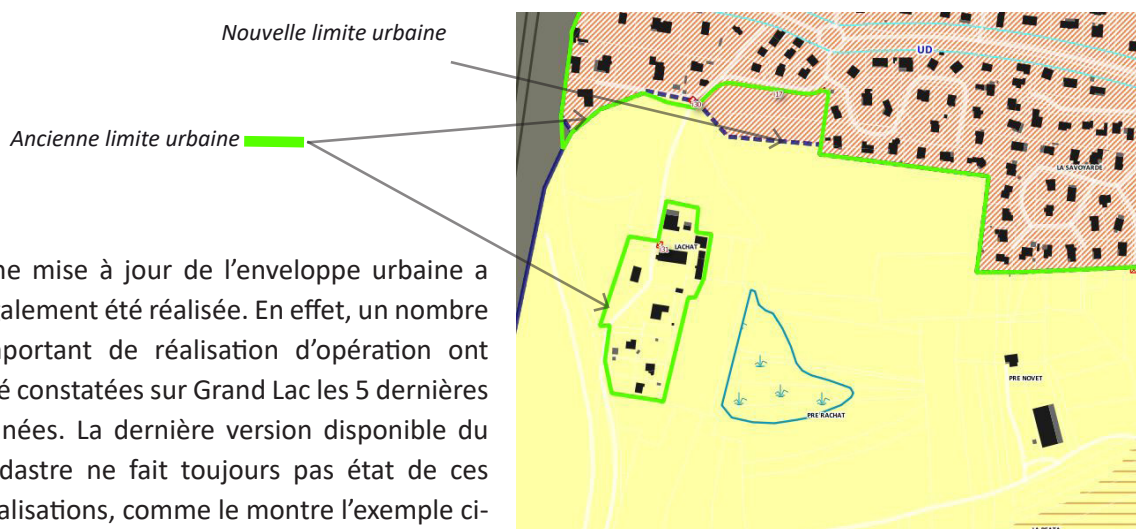 Nouvelle limite urbaine
Ancienne limite urbaine
ne mise à jour de l’enveloppe urbaine a
alement été réalisée. En effet, un nombre
portant de réalisation d’opération ont
é constatées sur Grand Lac les 5 dernières
nées. La dernière version disponible du
dastre ne fait toujours pas état de ces
alisations, comme le montre l’exemple ci-
UD
17
30
LA SAVOYARDE
31
LACHAT
PRE NOVET
PRE RACHAT